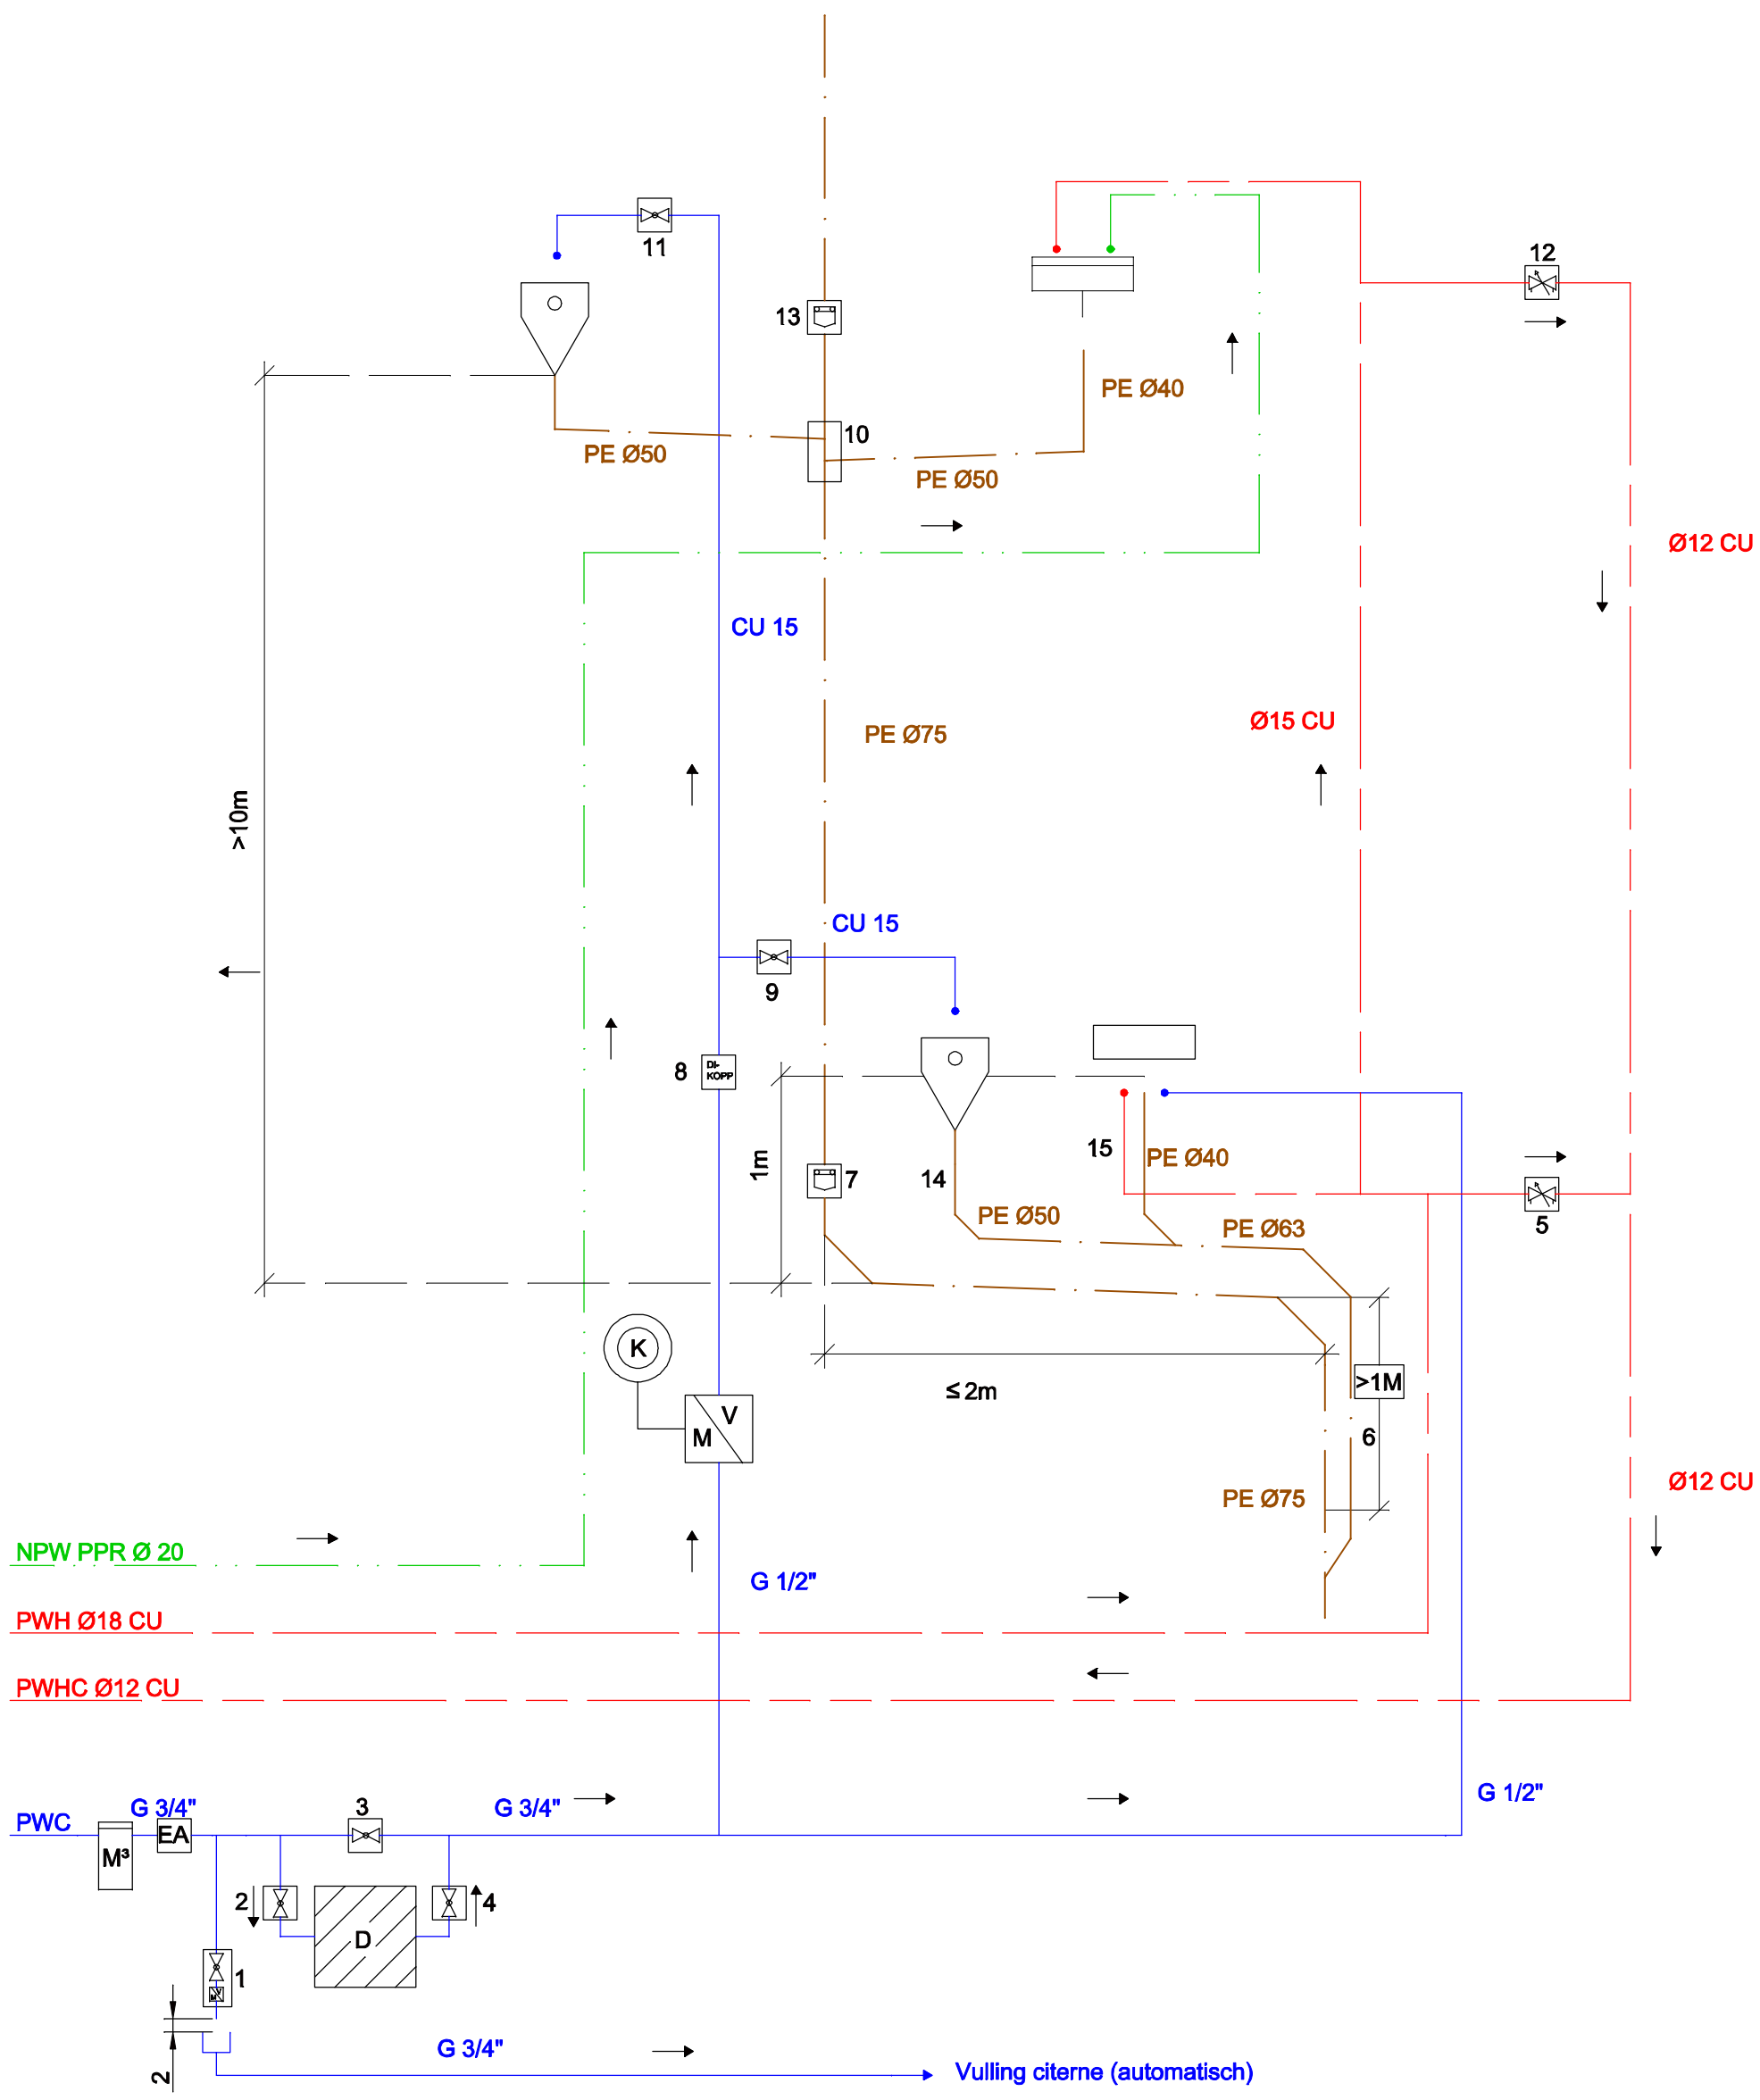 11
12
13
PE Ø40
10
PE Ø50
PE Ø50
Ø12 CU
CU 15
Ø15 CU
PE Ø75
>10m
CU 15
9
8
DI-
KOPP
1m
15
PE Ø40
7
14
PE Ø50
PE Ø63
5
K
≤ 2m
>1M
V
M
6
Ø12 CU
PE Ø75
NPW PPR Ø 20
G 1/2"
PWH Ø18 CU
PWHC Ø12 CU
G 1/2"
PWC
G 3/4"
3
G 3/4"
EA
M³
2
4
D
1
2
G 3/4"
Vulling citerne (automatisch)